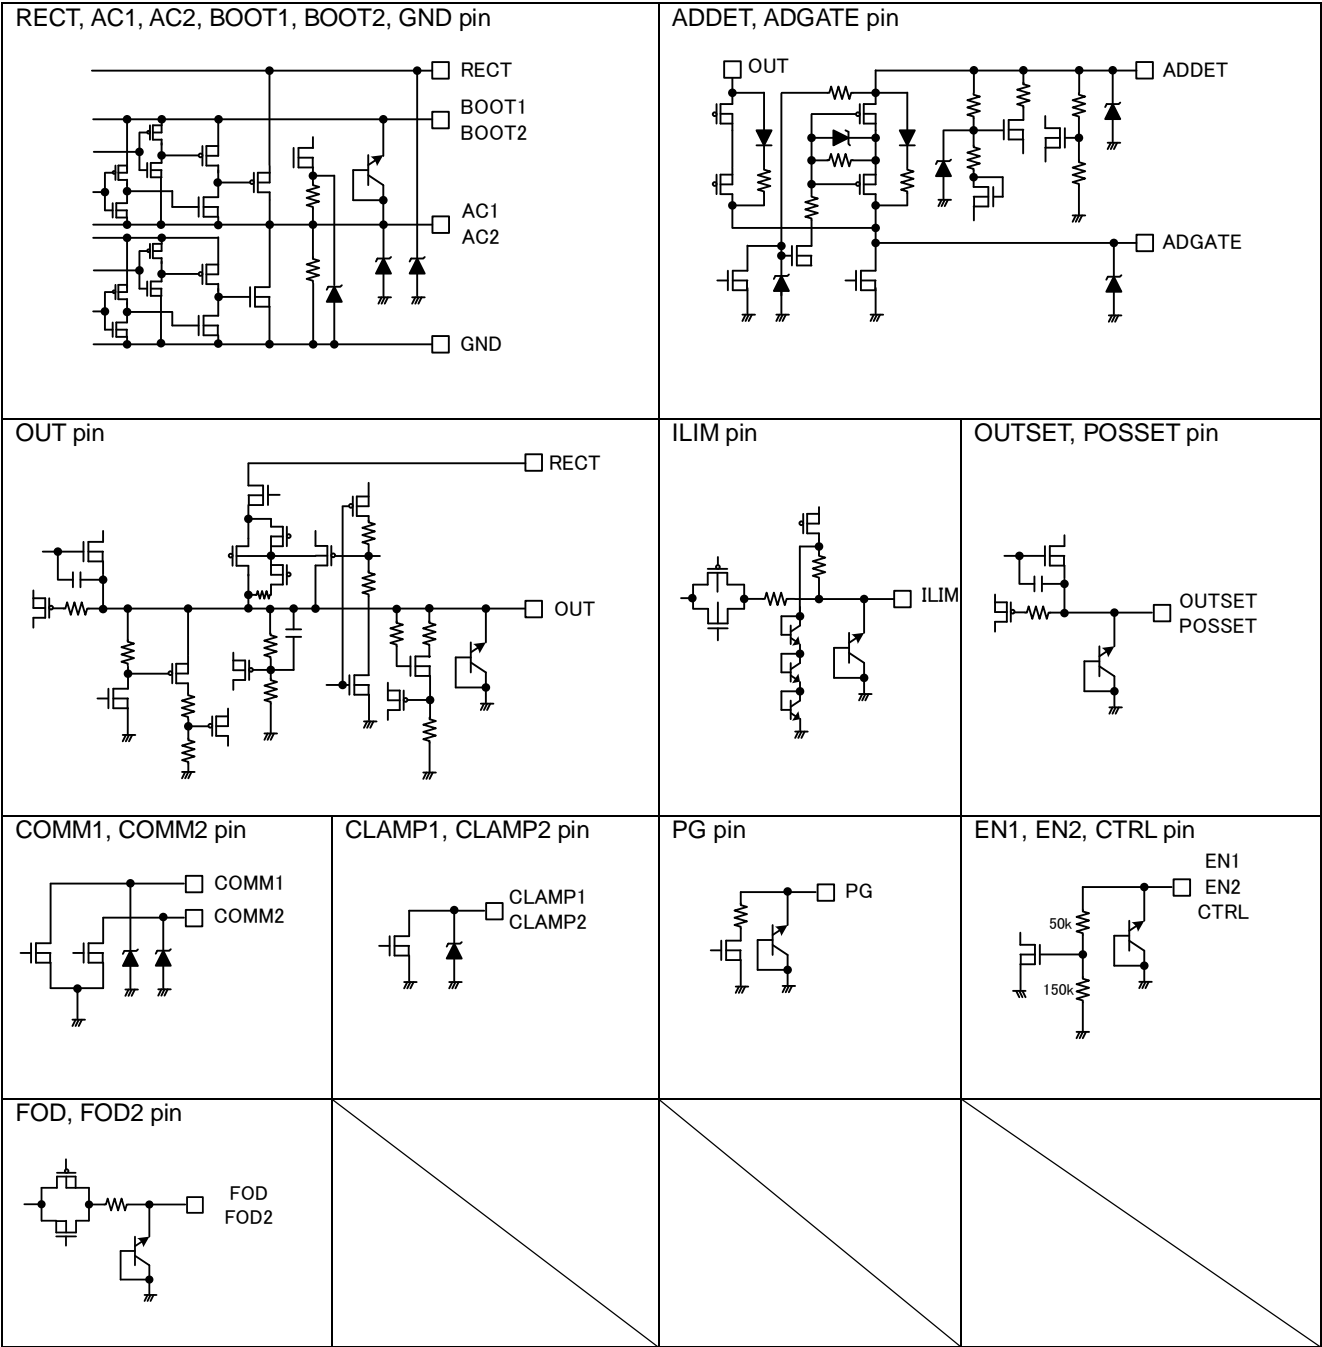 RECT, AC1, AC2, BOOT1, BOOT2, GND pin
RECT
BOOT1
BOOT2
AC1
AC2
GND
ADDET, ADGATE pin
OUT
ADDET
ADGATE
OUT pin
RECT
OUT
ILIM pin
ILIM
OUTSET, POSSET pin
OUTSET
POSSET
COMM1, COMM2 pin
COMM1
COMM2
CLAMP1, CLAMP2 pin
CLAMP1
CLAMP2
PG pin
PG
EN1, EN2, CTRL pin
EN1
EN2
CTRL
50k
150k
FOD, FOD2 pin
FOD
FOD2